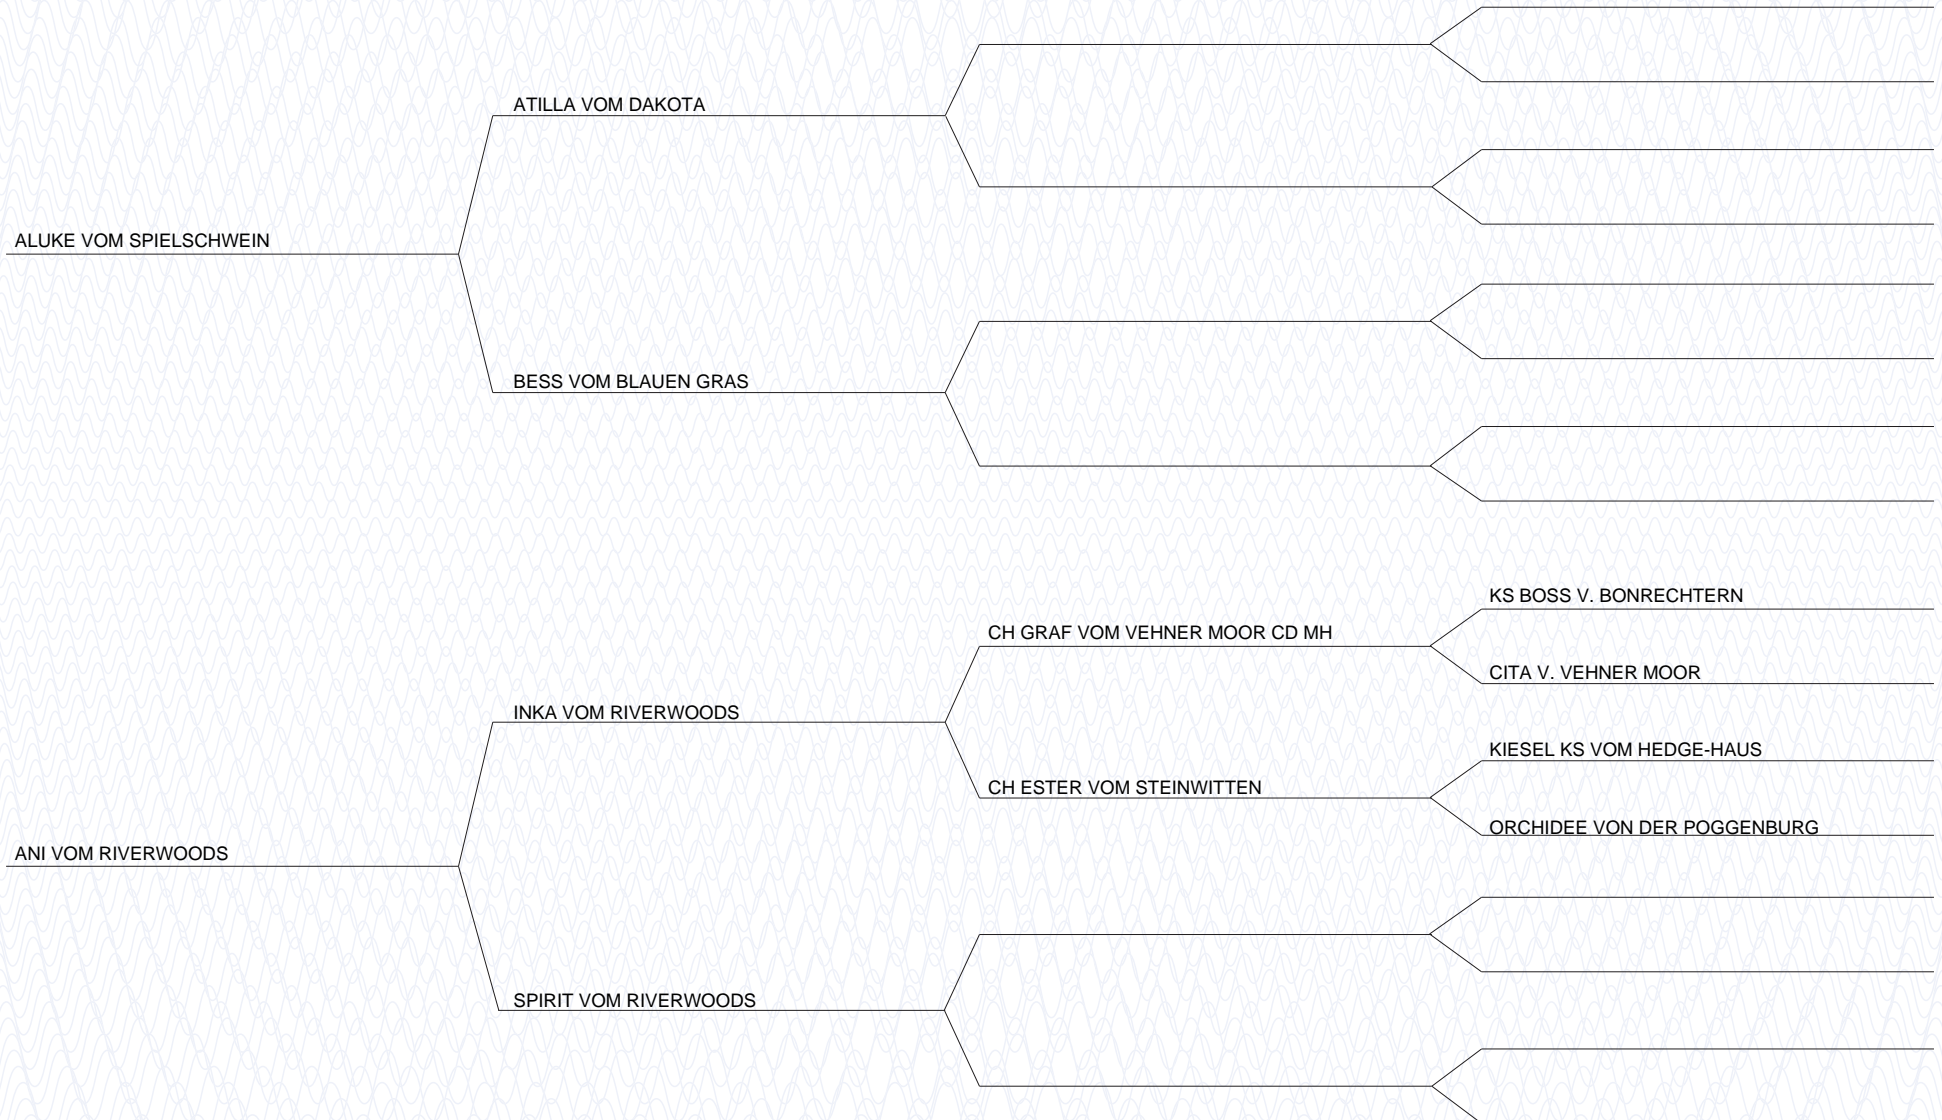 ATILLA VOM DAKOTA
ALUKE VOM SPIELSCHWEIN
BESS VOM BLAUEN GRAS
KS BOSS V. BONRECHTERN
CH GRAF VOM VEHNER MOOR CD MH
CITA V. VEHNER MOOR
INKA VOM RIVERWOODS
KIESEL KS VOM HEDGE-HAUS
CH ESTER VOM STEINWITTEN
ORCHIDEE VON DER POGGENBURG
ANI VOM RIVERWOODS
SPIRIT VOM RIVERWOODS